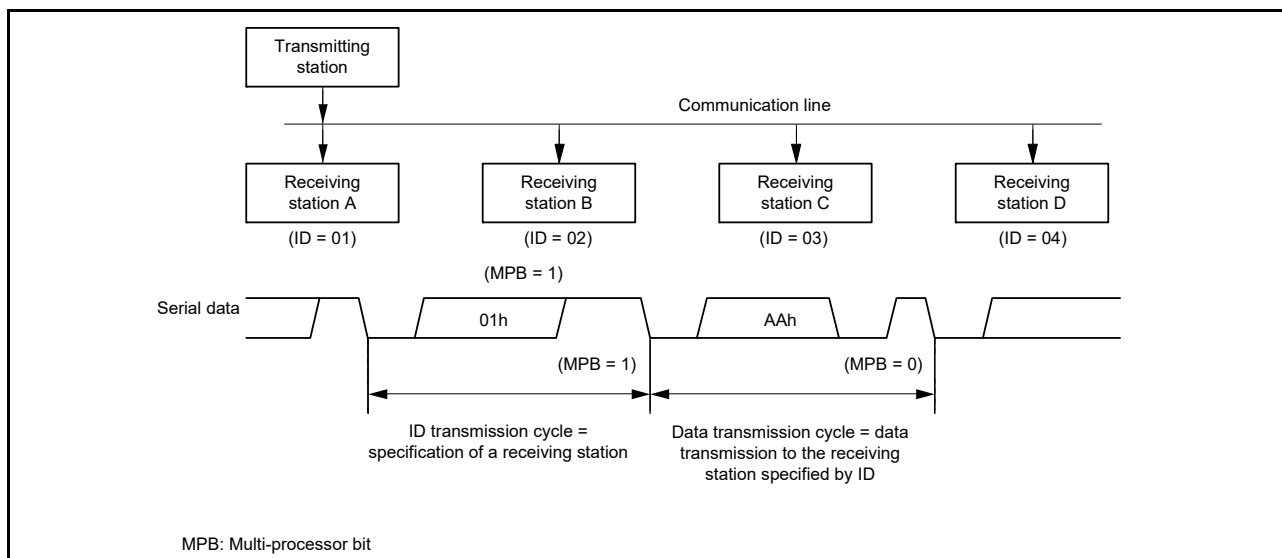 Transmitting
station
Communication line
Receiving
station A
Receiving
station B
Receiving
station C
Receiving
station D
(ID = 01)
(ID = 02)
(ID = 03)
(ID = 04)
(MPB = 1)
Serial data
01h
AAh
(MPB = 1)
(MPB = 0)
ID transmission cycle =
specification of a receiving station
Data transmission cycle = data
transmission to the receiving
station specified by ID
MPB: Multi-processor bit